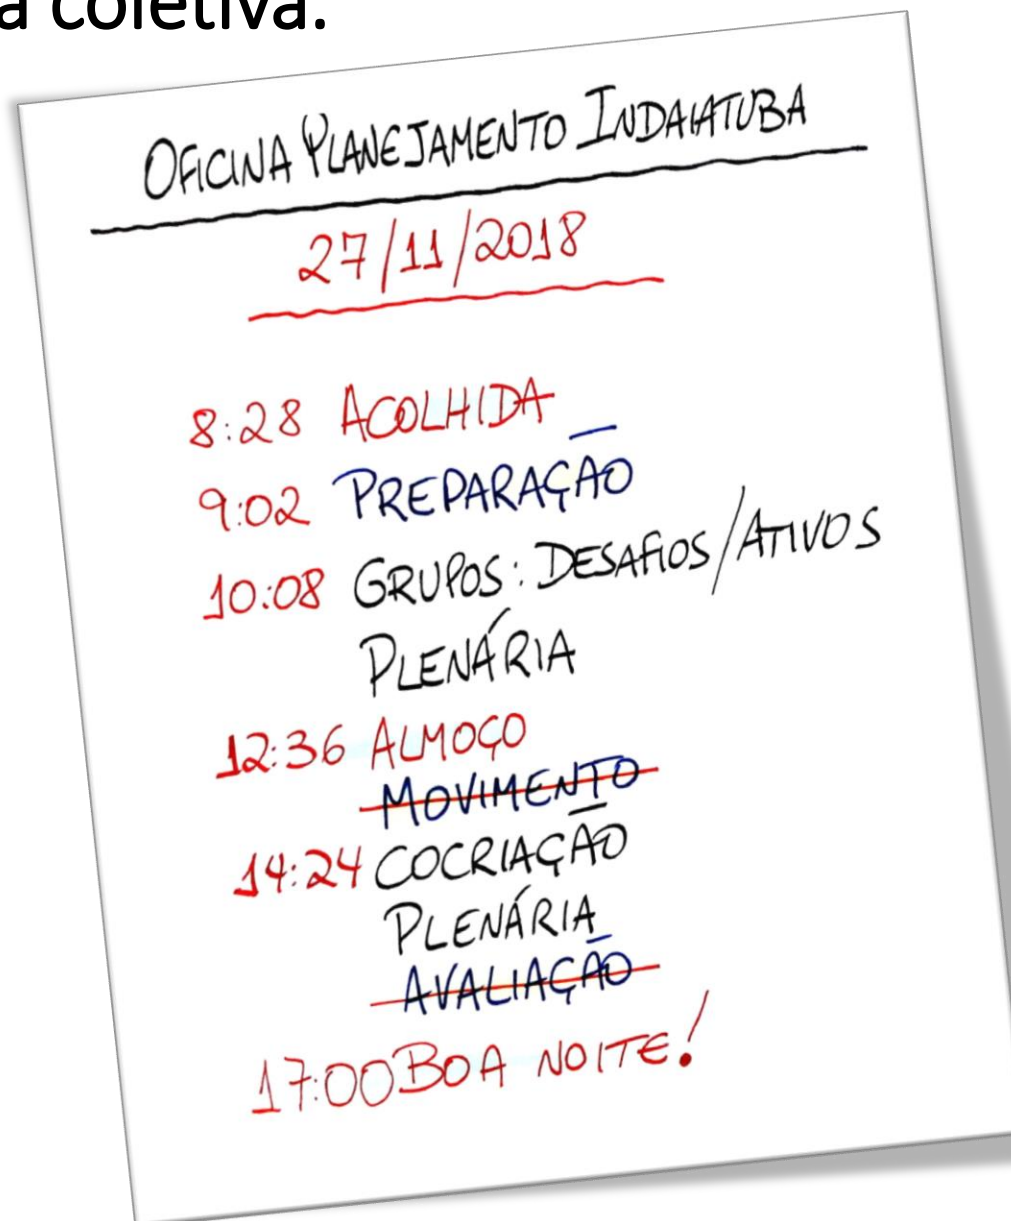 a coletiva.
OFICINA PLANEJAMENTO INDAIATUBA
27/11/2018
8:28 ACOLHIDA
9:02 PREPARAÇÃO
10:08 GRUPOS: DESAFIOS/ATIVOS
PLENÁRIA
12:36 ALMOÇO
MOVIMENTO
14:24 COCRIAÇÃO
PLENÁRIA
AVALIAÇÃO
17:00 BOA NOITE!